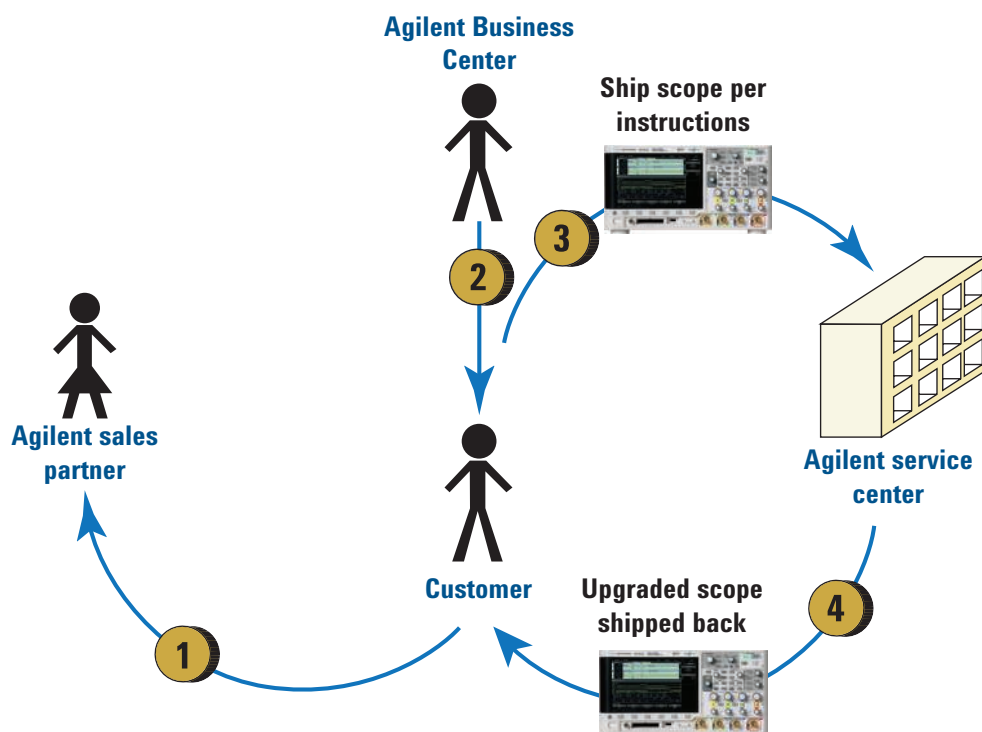 Agilent Business
Center
Ship scope per
instructions
3
2
Agilent sales
partner
Agilent service
center
Customer
Upgraded scope
shipped back
4
1